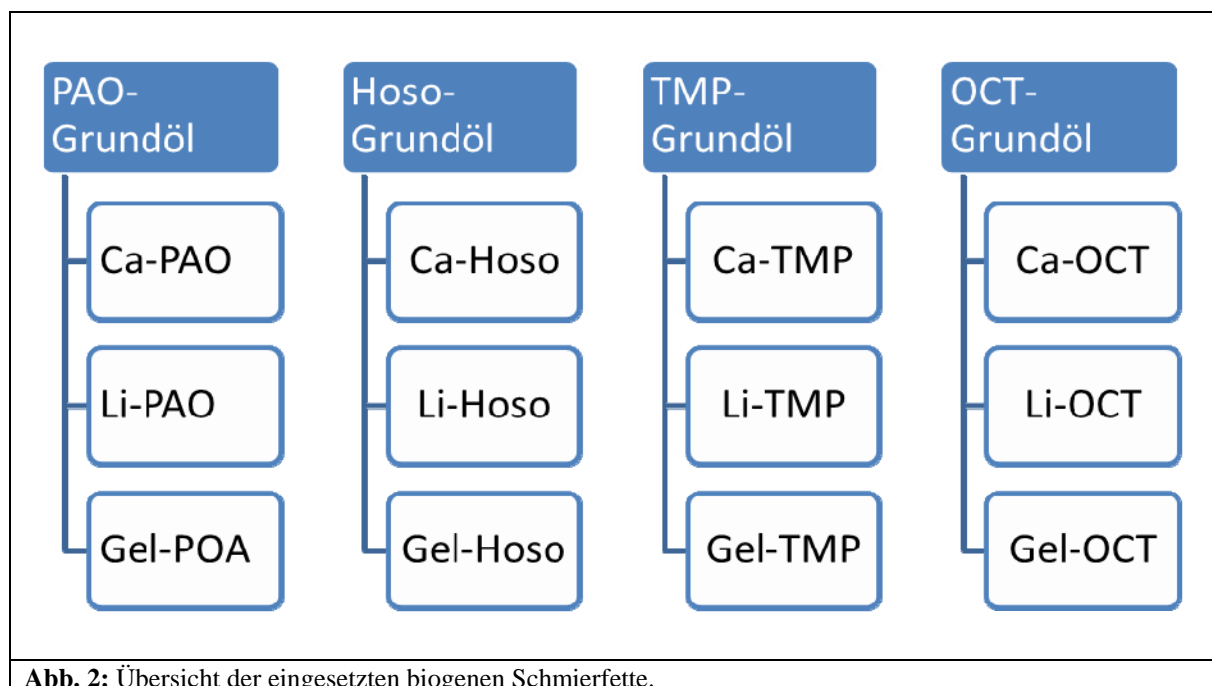 PAO-
Grundöl
Ca-PAO
Li-PAO
Gel-POA
Hoso-
Grundöl
Ca-Hoso
Li-Hoso
Gel-Hoso
TMP-
Grundöl
Ca-TMP
Li-TMP
Gel-TMP
OCT-
Grundöl
Ca-OCT
Li-OCT
Gel-OCT
Abb. 2: Übersicht der eingesetzten biogenen Schmierfette.